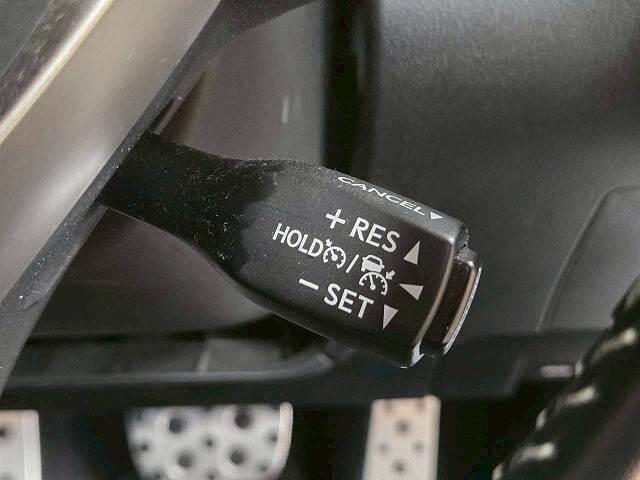 CANCEL ▼
+ RES ▲
HOLD /
− SET ▼